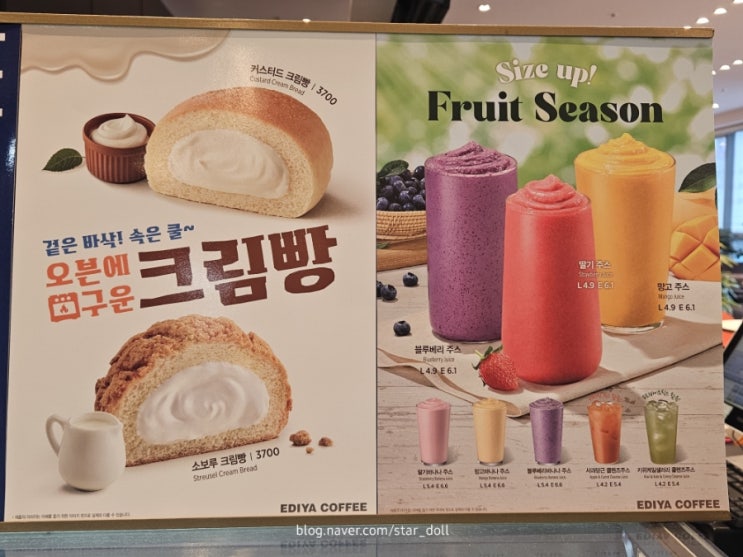 커스터드 크림빵 | 3700
Custard Cream Bread
겉은 바삭! 속은 쿨~
오븐에
구운
크림빵
소보루 크림빵 | 3700
Streusel Cream Bread
EDIYA COFFEE
Size up!
Fruit Season
딸기 주스
Strawberry Juice
L 4.9 E 6.1
망고 주스
Mango Juice
L 4.9 E 6.1
블루베리 주스
Blueberry Juice
L 4.9 E 6.1
딸기바나나 주스
L 5.4 E 6.6
망고바나나 주스
L 5.4 E 6.6
블루베리바나나 주스
L 5.4 E 6.6
사과당근 클렌즈주스
L 4.2 E 5.4
키위케일샐러리 클렌즈주스
L 4.2 E 5.4
EDIYA COFFEE
blog.naver.com/star_doll